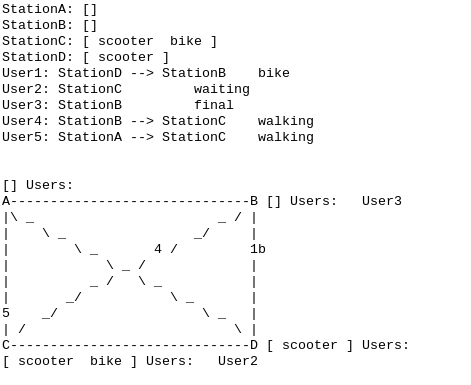 StationA: []
StationB: []
StationC: [ scooter  bike ]
StationD: [ scooter ]
User1: StationD --> StationB    bike
User2: StationC         waiting
User3: StationB         final
User4: StationB --> StationC    walking
User5: StationA --> StationC    walking
[] Users:
A------------------------------B [] Users:   User3
|\ _                       _ / |
|    \ _                _/     |
|        \ _       4 /         1b
|            \ _ /             |
|          _ /   \ _           |
|       _/           \ _       |
5    _/                  \ _   |
| /                          \ |
C------------------------------D [ scooter ] Users:
[ scooter  bike ] Users:   User2